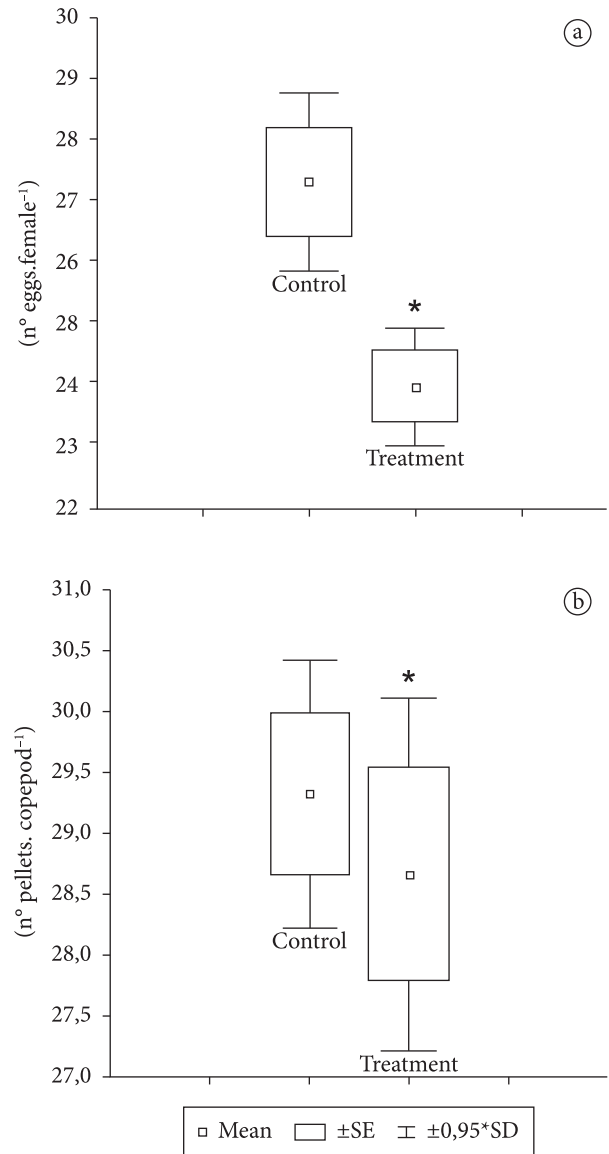 a
30
29
28
27
26
28
24
23
22
(n° eggs.female⁻¹)
Control
*
Treatment
b
31,0
30,5
30,0
29,5
29,0
28,5
28,0
27,5
27,0
(n° pellets. copepod⁻¹)
*
Control
Treatment
Mean ±SE ±0,95*SD